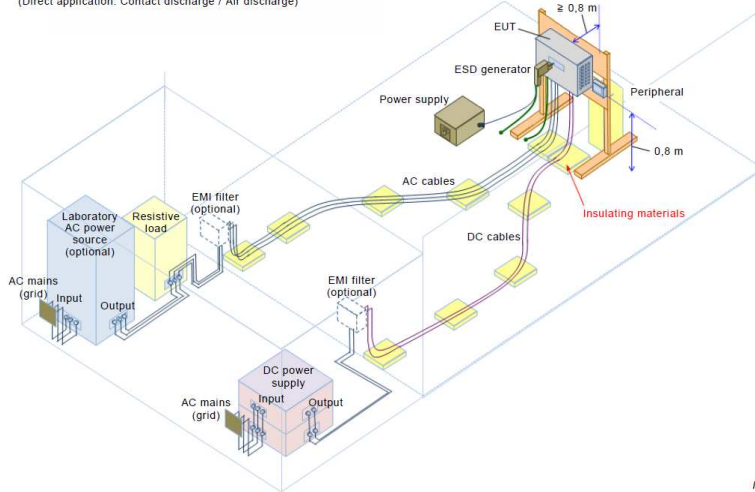 (Direct application: Contact discharge / Air discharge)
≥ 0,8 m
EUT
ESD generator
Peripheral
Power supply
0,8 m
AC cables
EMI filter
(optional)
Insulating materials
Laboratory
AC power
source
(optional)
Resistive
load
DC cables
AC mains
(grid)
Input
Output
EMI filter
(optional)
DC power
supply
AC mains
(grid)
Input
Output